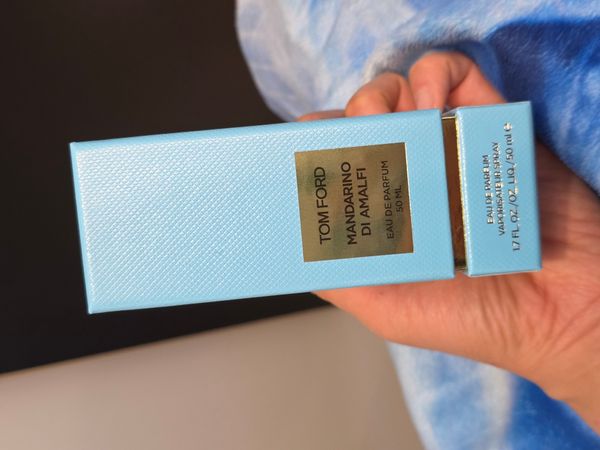 TOM FORD
MANDARINO
DI AMALFI
EAU DE PARFUM
50 ML
EAU DE PARFUM
VAPORISATEUR SPRAY
1.7 FL. OZ./OZ. LIQ./50 ml e